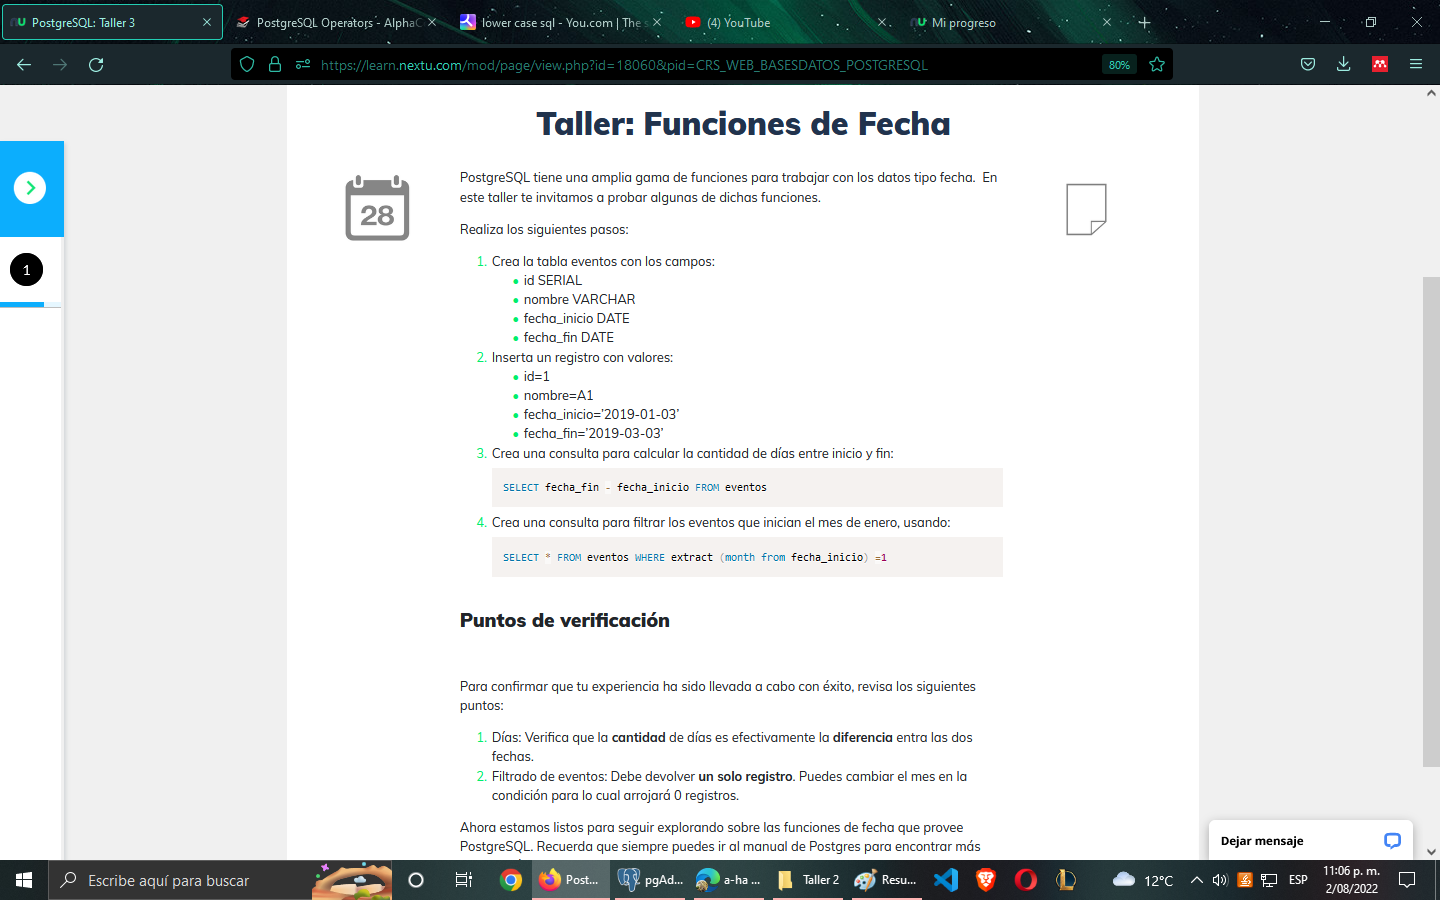 PostgreSQL: Taller 3
PostgreSQL Operators - AlphaC
lower case sql - You.com | The s
(4) YouTube
Mi progreso
https://learn.nextu.com/mod/page/view.php?id=18060&pid=CRS_WEB_BASESDATOS_POSTGRESQL
80%
Taller: Funciones de Fecha
28
1
PostgreSQL tiene una amplia gama de funciones para trabajar con los datos tipo fecha. En
este taller te invitamos a probar algunas de dichas funciones.
Realiza los siguientes pasos:
1. Crea la tabla eventos con los campos:
• id SERIAL
• nombre VARCHAR
• fecha_inicio DATE
• fecha_fin DATE
2. Inserta un registro con valores:
• id=1
• nombre=A1
• fecha_inicio='2019-01-03'
• fecha_fin='2019-03-03'
3. Crea una consulta para calcular la cantidad de días entre inicio y fin:
SELECT fecha_fin - fecha_inicio FROM eventos
4. Crea una consulta para filtrar los eventos que inician el mes de enero, usando:
SELECT * FROM eventos WHERE extract (month from fecha_inicio) =1
Puntos de verificación
Para confirmar que tu experiencia ha sido llevada a cabo con éxito, revisa los siguientes
puntos:
1. Días: Verifica que la cantidad de días es efectivamente la diferencia entra las dos
fechas.
2. Filtrado de eventos: Debe devolver un solo registro. Puedes cambiar el mes en la
condición para lo cual arrojará 0 registros.
Ahora estamos listos para seguir explorando sobre las funciones de fecha que provee
PostgreSQL. Recuerda que siempre puedes ir al manual de Postgres para encontrar más
Dejar mensaje
Escribe aquí para buscar
Post...
pgAd...
a-ha ...
Taller 2
Resu...
12°C
ESP
11:06 p. m.
2/08/2022